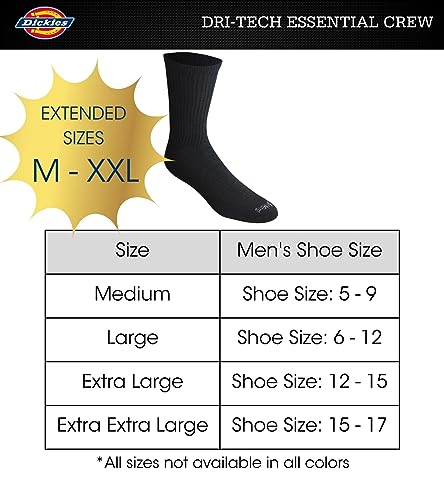 Dickies
DRI-TECH ESSENTIAL CREW
EXTENDED
SIZES
M - XXL
Size Men's Shoe Size
Medium Shoe Size: 5 - 9
Large Shoe Size: 6 - 12
Extra Large Shoe Size: 12 - 15
Extra Extra Large Shoe Size: 15 - 17
*All sizes not available in all colors